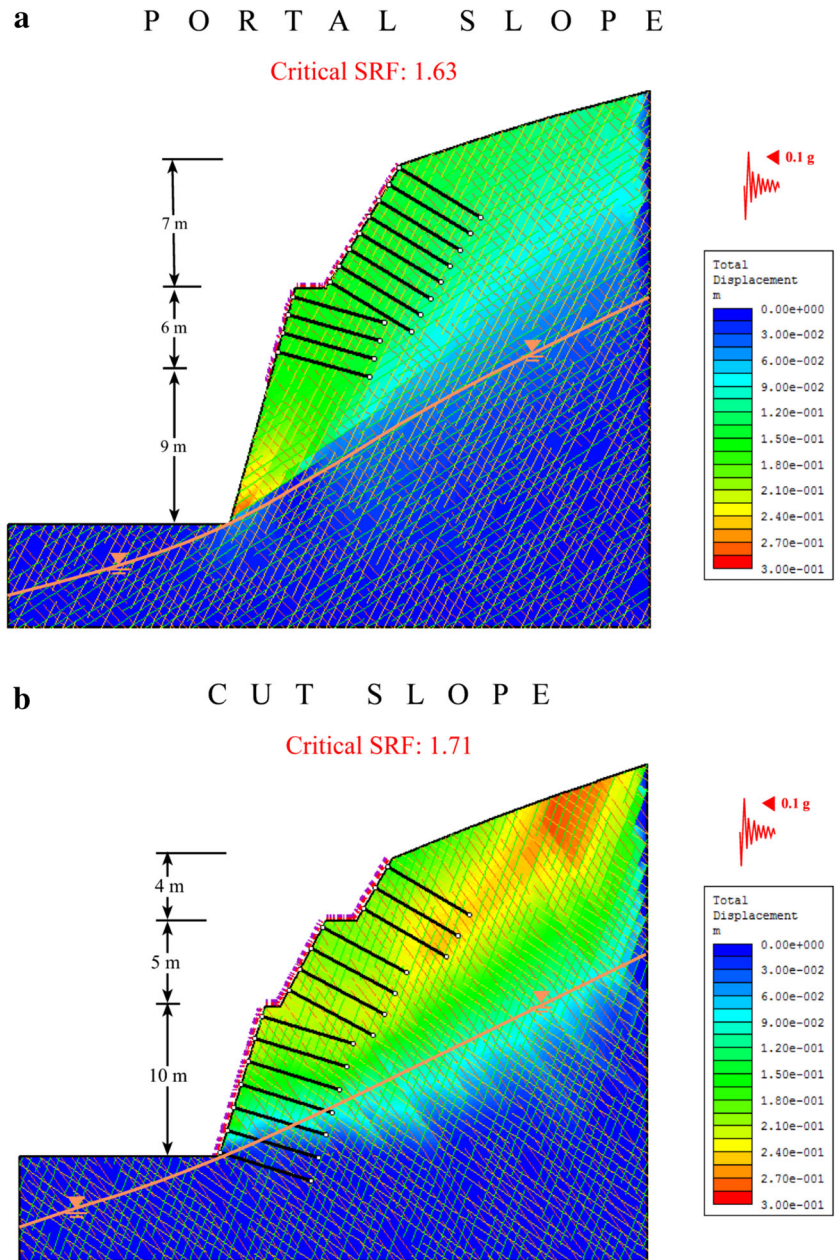 a
P O R T A L S L O P E
Critical SRF: 1.63
0.1 g
7 m
6 m
9 m
Total
Displacement
m
0.00e+000
3.00e-002
6.00e-002
9.00e-002
1.20e-001
1.50e-001
1.80e-001
2.10e-001
2.40e-001
2.70e-001
3.00e-001
b
C U T S L O P E
Critical SRF: 1.71
0.1 g
4 m
5 m
10 m
Total
Displacement
m
0.00e+000
3.00e-002
6.00e-002
9.00e-002
1.20e-001
1.50e-001
1.80e-001
2.10e-001
2.40e-001
2.70e-001
3.00e-001